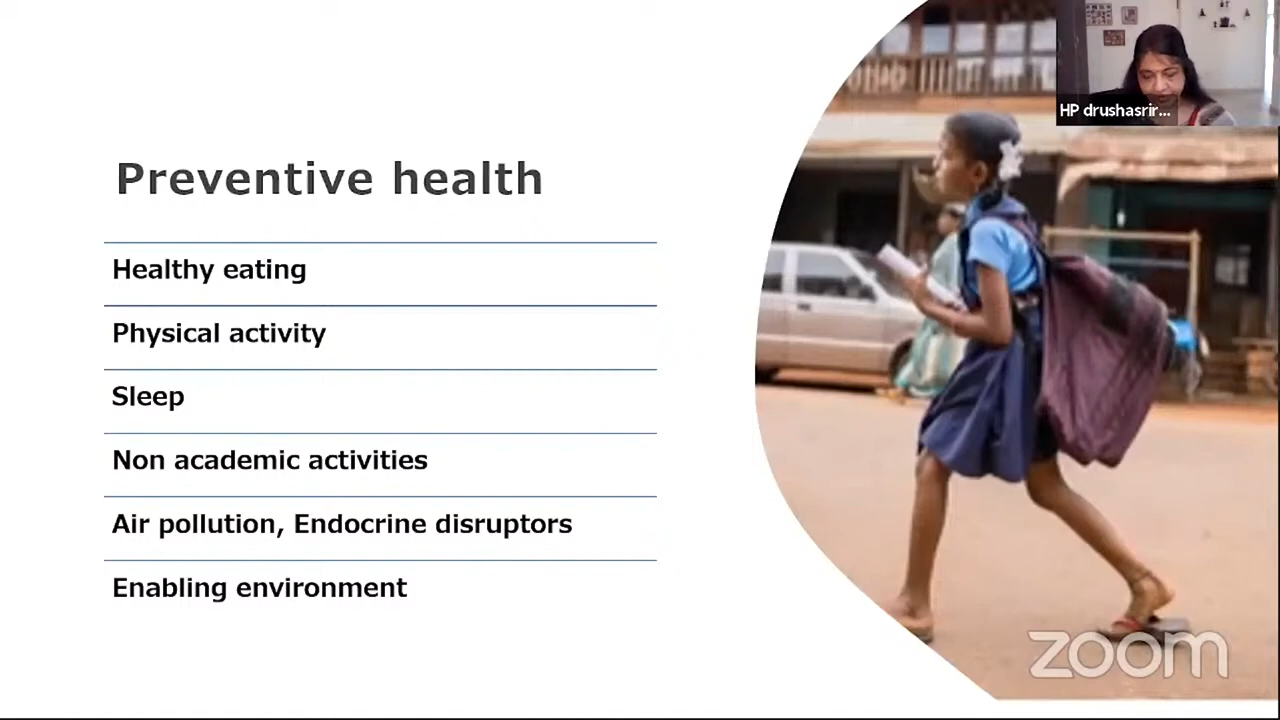 HP drushasrir...
Preventive health
Healthy eating
Physical activity
Sleep
Non academic activities
Air pollution, Endocrine disruptors
Enabling environment
zoom